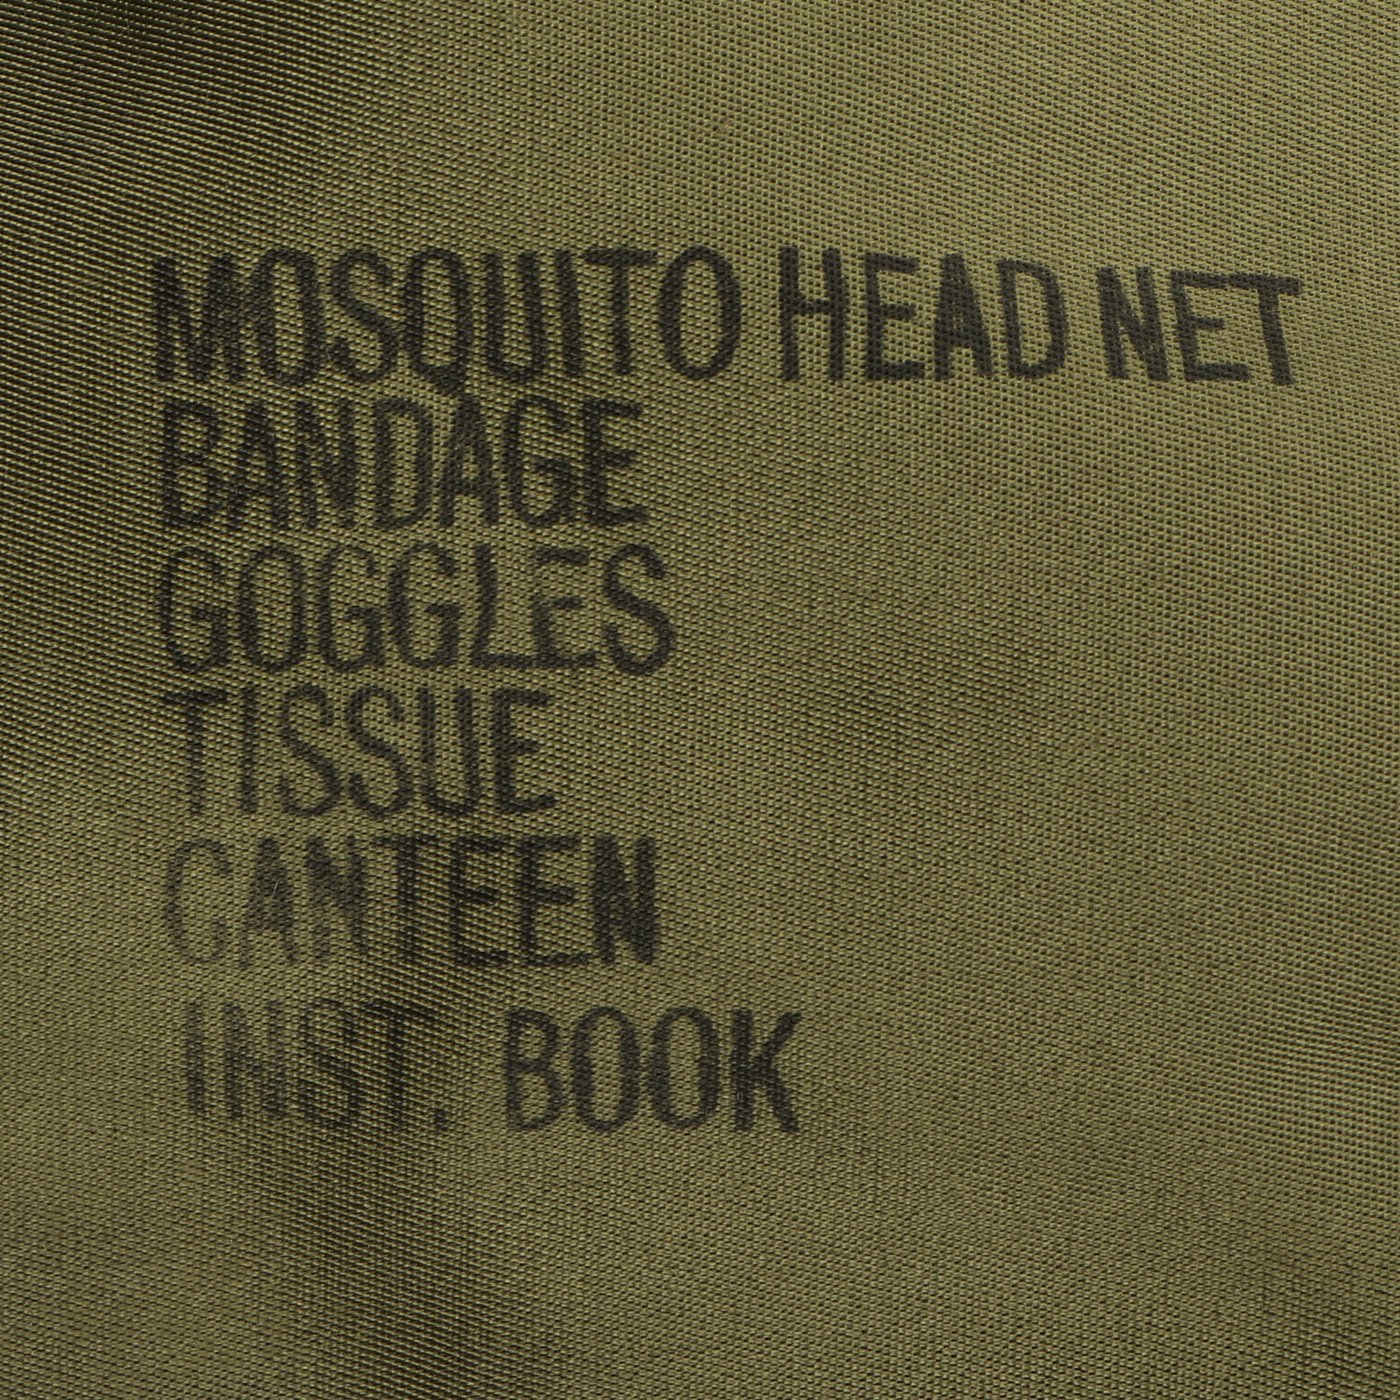 MOSQUITO HEAD NET
BANDAGE
GOGGLES
TISSUE
CANTEEN
INST. BOOK